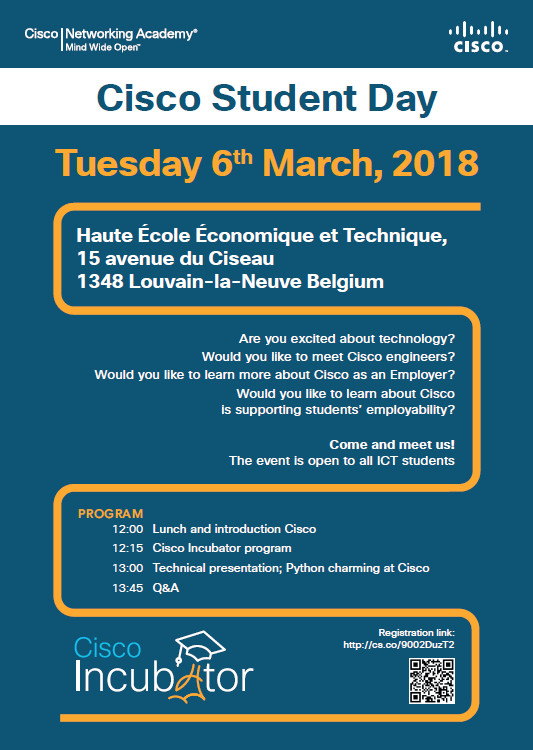 Cisco Networking Academy®
Mind Wide Open™
CISCO™
Cisco Student Day
Tuesday 6th March, 2018
Haute École Économique et Technique,
15 avenue du Ciseau
1348 Louvain-la-Neuve Belgium
Are you excited about technology?
Would you like to meet Cisco engineers?
Would you like to learn more about Cisco as an Employer?
Would you like to learn about Cisco
is supporting students’ employability?
Come and meet us!
The event is open to all ICT students
PROGRAM
12:00 Lunch and introduction Cisco
12:15 Cisco Incubator program
13:00 Technical presentation; Python charming at Cisco
13:45 Q&A
Cisco
Incubator
Registration link:
http://cs.co/9002DuzT2